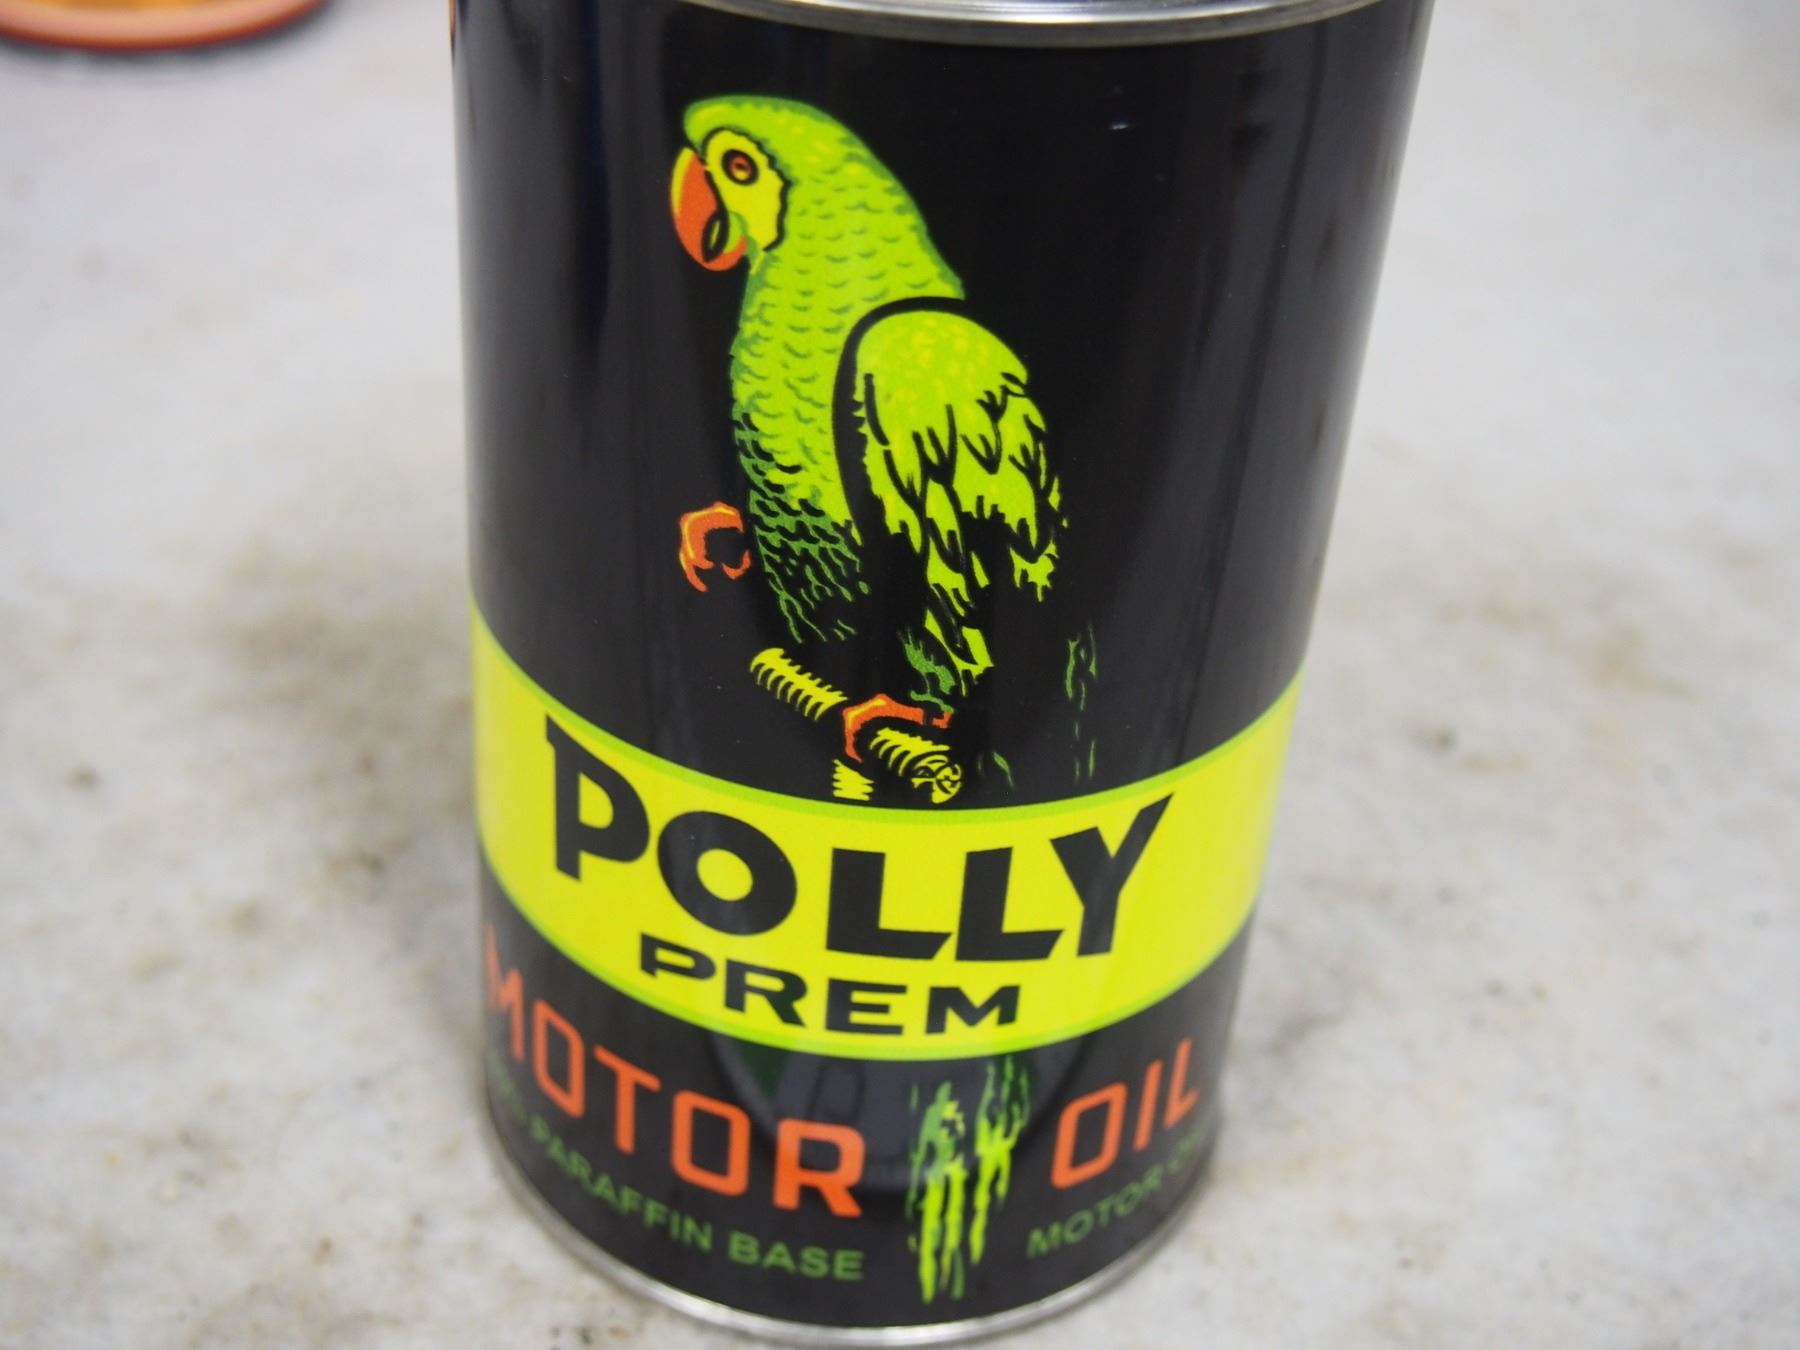 POLLY
PREM
MOTOR OIL
PARAFFIN BASE MOTOR